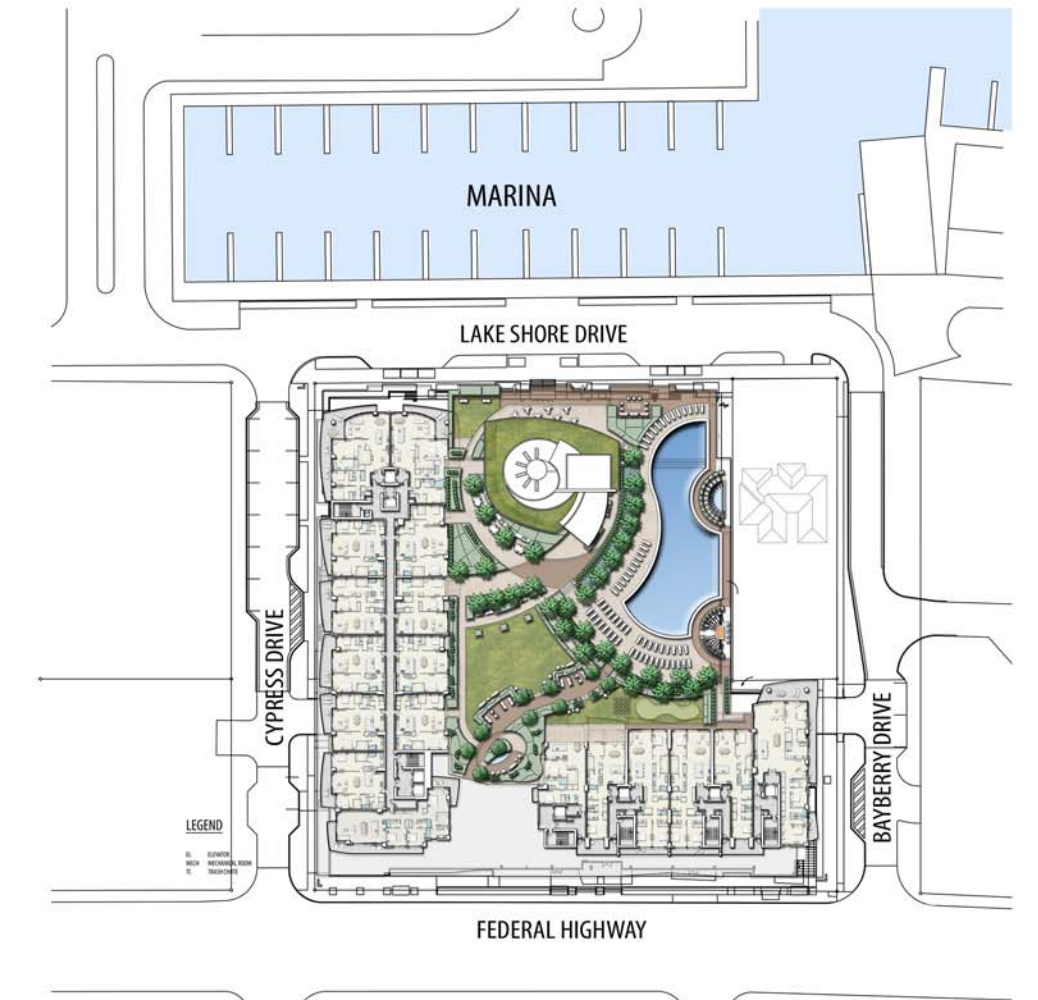 MARINA
LAKE SHORE DRIVE
CYPRESS DRIVE
BAYBERRY DRIVE
LEGEND
EL ELEVATOR
MECH MECHANICAL ROOM
TC TRASH CHUTE
FEDERAL HIGHWAY